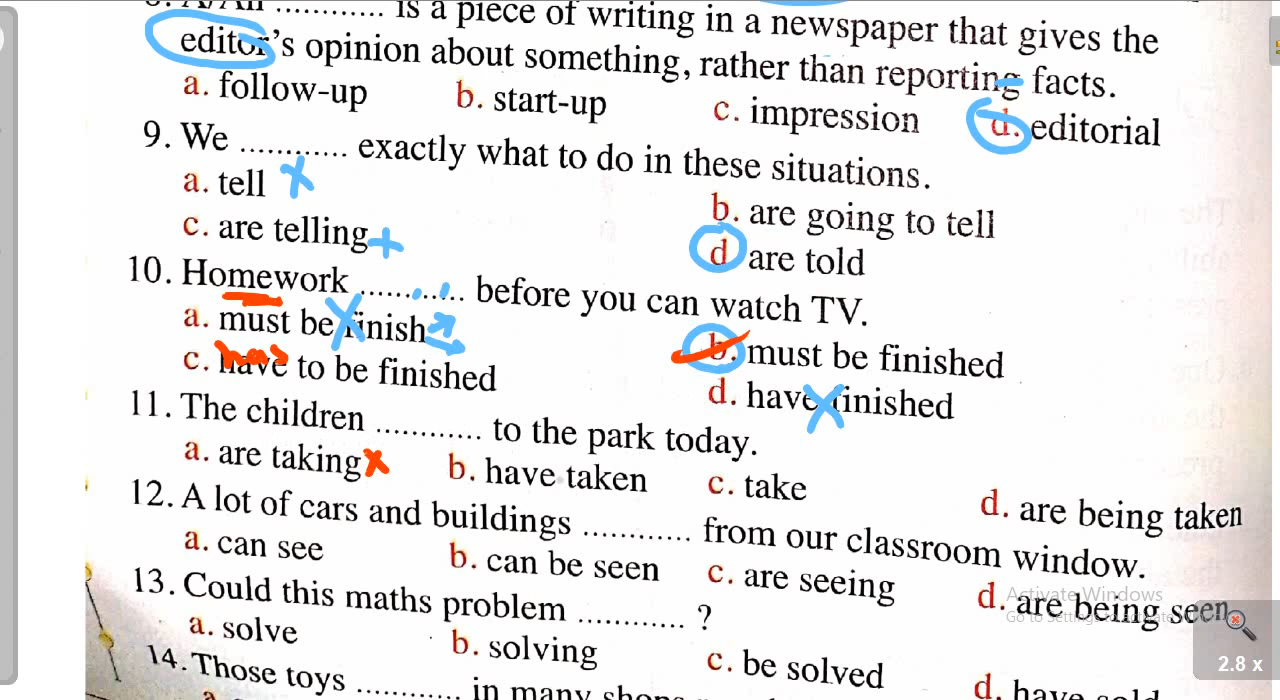 ............ is a piece of writing in a newspaper that gives the
editor's opinion about something, rather than reporting facts.
a. follow-up b. start-up c. impression d. editorial
9. We ............ exactly what to do in these situations.
a. tell b. are going to tell
c. are telling d are told
10. Homework ............ before you can watch TV.
a. must be finish b. must be finished
has
c. have to be finished d. have finished
11. The children ............ to the park today.
a. are taking b. have taken c. take d. are being taken
12. A lot of cars and buildings ............ from our classroom window.
a. can see b. can be seen c. are seeing d. are being seen
Activate Windows
13. Could this maths problem ............ ?
a. solve b. solving c. be solved
2.8 x
14. Those toys ............ in many shops